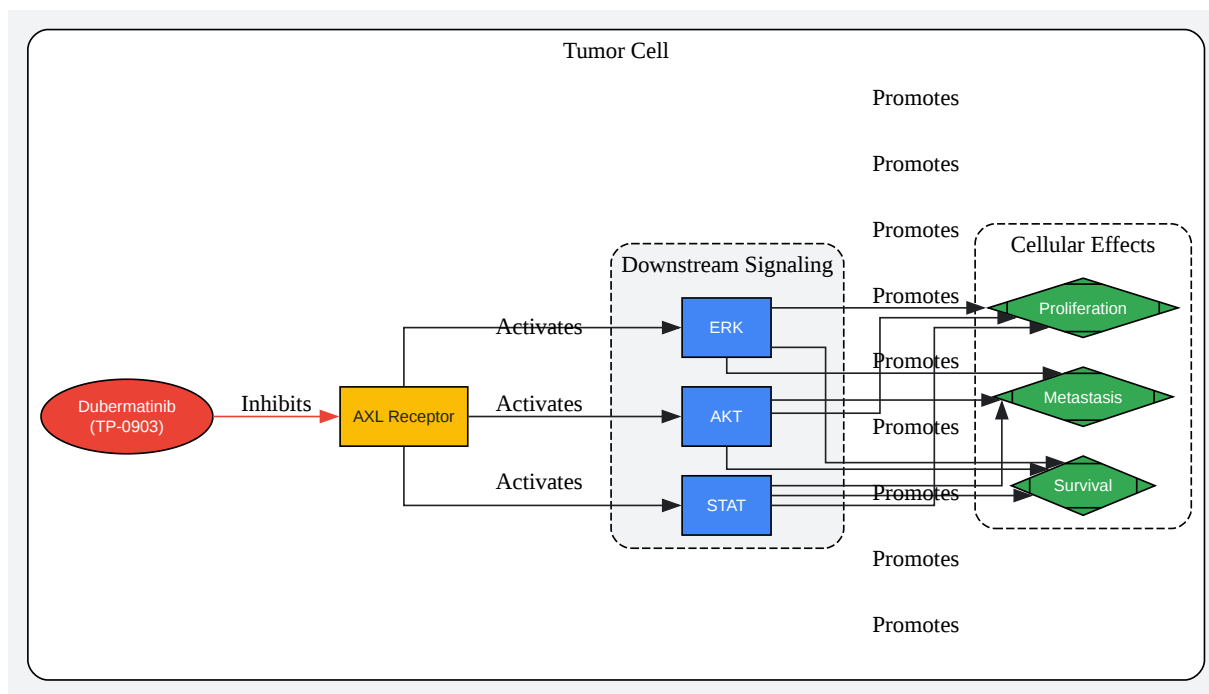 Tumor Cell
Promotes
Promotes
Promotes
Cellular Effects
Downstream Signaling
Promotes
Proliferation
Activates
ERK
Promotes
Metastasis
Dubermatinib
(TP-0903)
Inhibits
AXL Receptor
Activates
AKT
Promotes
Activates
STAT
Promotes
Survival
Promotes
Promotes